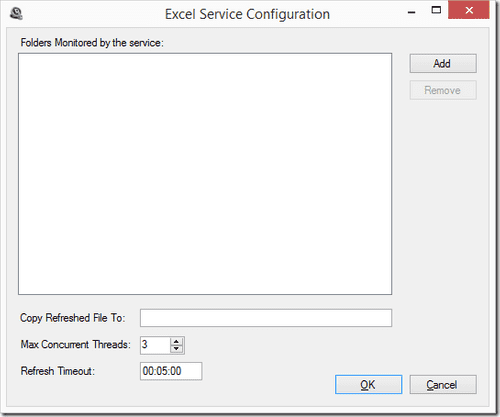 Excel Service Configuration
Folders Monitored by the service:
Add
Remove
Copy Refreshed File To:
Max Concurrent Threads: 3
Refresh Timeout: 00:05:00
OK Cancel